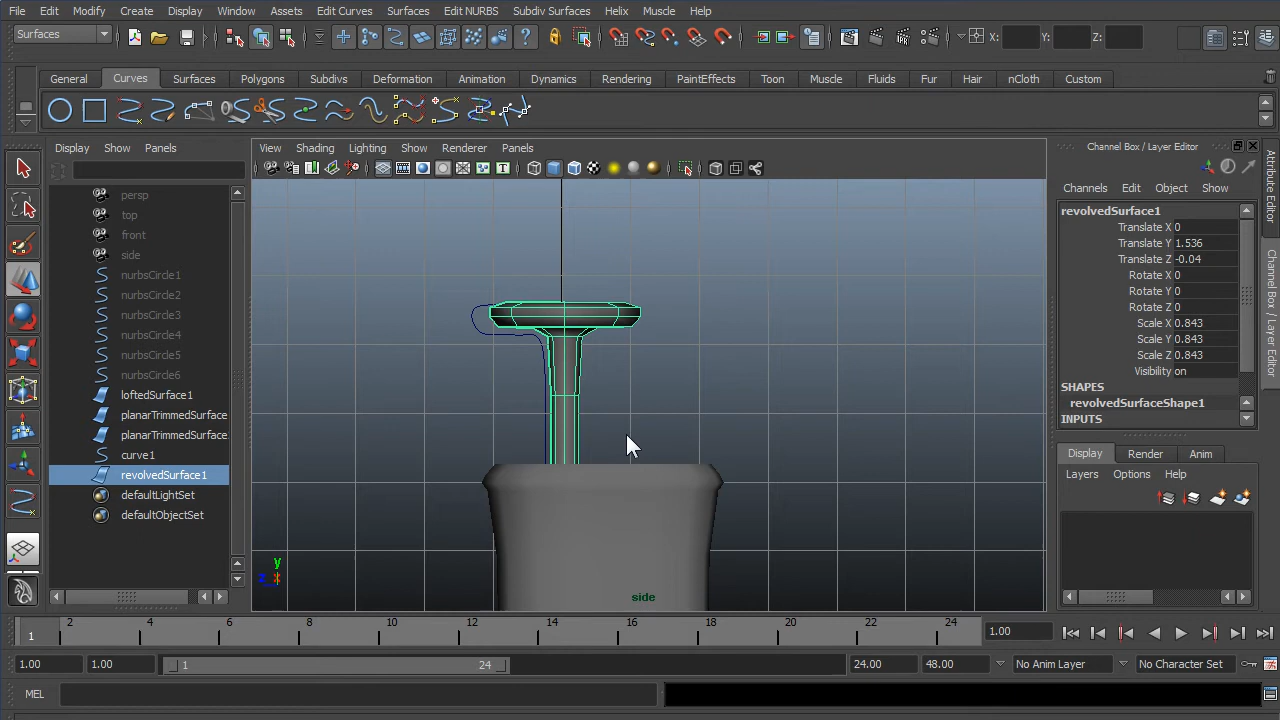 File Edit Modify Create Display Window Assets Edit Curves Surfaces Edit NURBS Subdiv Surfaces Helix Muscle Help
Surfaces X: Y: Z:
General Curves Surfaces Polygons Subdivs Deformation Animation Dynamics Rendering PaintEffects Toon Muscle Fluids Fur Hair nCloth Custom
Display Show Panels
View Shading Lighting Show Renderer Panels
Channel Box / Layer Editor
Channels Edit Object Show
Attribute Editor
Channel Box / Layer Editor
persp
top
front
side
nurbsCircle1
nurbsCircle2
nurbsCircle3
nurbsCircle4
nurbsCircle5
nurbsCircle6
loftedSurface1
planarTrimmedSurface
planarTrimmedSurface
curve1
revolvedSurface1
defaultLightSet
defaultObjectSet
y
z x
side
revolvedSurface1
Translate X 0
Translate Y 1.536
Translate Z -0.04
Rotate X 0
Rotate Y 0
Rotate Z 0
Scale X 0.843
Scale Y 0.843
Scale Z 0.843
Visibility on
SHAPES
revolvedSurfaceShape1
INPUTS
Display Render Anim
Layers Options Help
1 2 4 6 8 10 12 14 16 18 20 22 24 1.00
1.00 1.00 1 24 24.00 48.00 No Anim Layer No Character Set
MEL